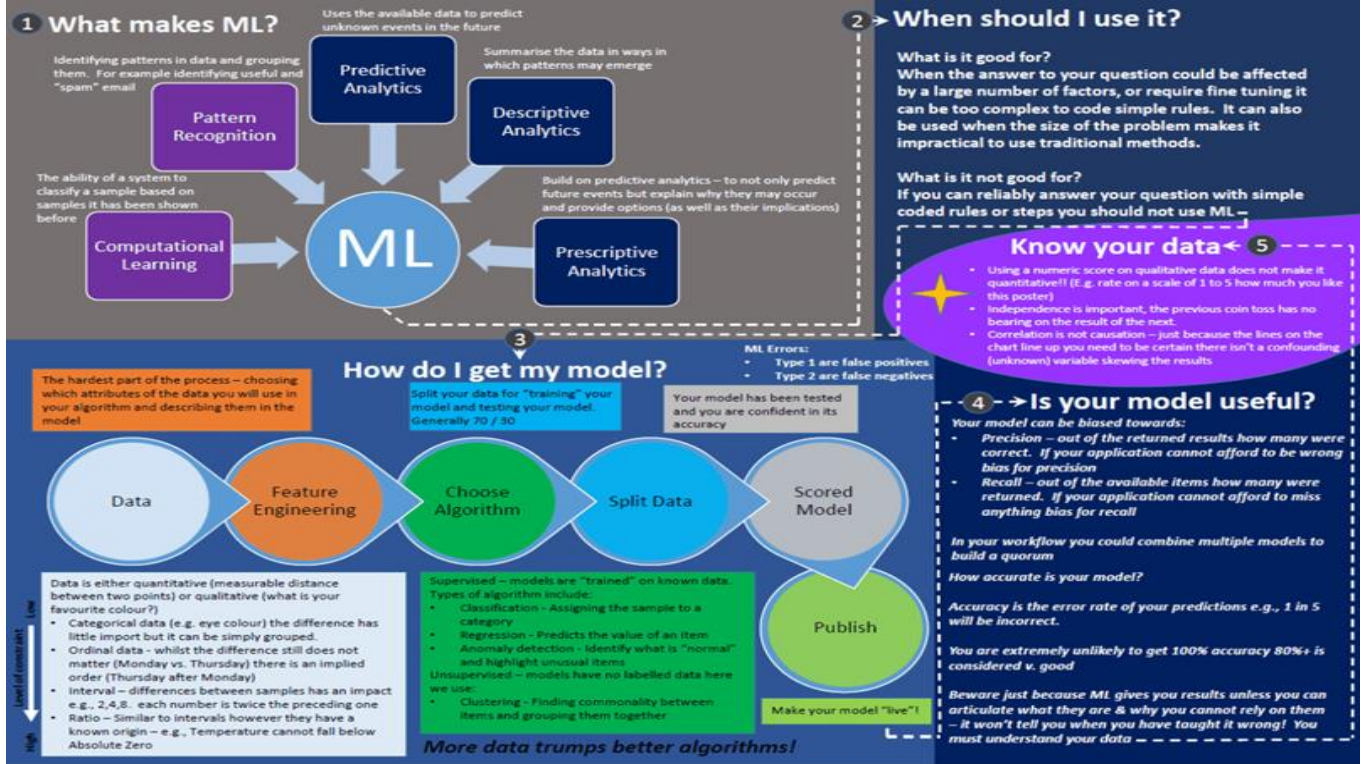 1 What makes ML?
Uses the available data to predict
unknown events in the future
Identifying patterns in data and grouping
them. For example identifying useful and
"spam" email
Predictive
Analytics
Summarise the data in ways in
which patterns may emerge
Pattern
Recognition
Descriptive
Analytics
The ability of a system to
classify a sample based on
samples it has been shown
before
Build on predictive analytics – to not only predict
future events but explain why they may occur
and provide options (as well as their implications)
Computational
Learning
ML
Prescriptive
Analytics
2 When should I use it?
What is it good for?
When the answer to your question could be affected
by a large number of factors, or require fine tuning it
can be too complex to code simple rules. It can also
be used when the size of the problem makes it
impractical to use traditional methods.
What is it not good for?
If you can reliably answer your question with simple
coded rules or steps you should not use ML
3
How do I get my model?
ML Errors:
• Type 1 are false positives
• Type 2 are false negatives
The hardest part of the process – choosing
which attributes of the data you will use in
your algorithm and describing them in the
model
Split your data for "training" your
model and testing your model.
Generally 70 / 30
Your model has been tested
and you are confident in its
accuracy
Data
Feature
Engineering
Choose
Algorithm
Split Data
Scored
Model
Publish
Make your model "live"!
Level of constraint
Low
High
Data is either quantitative (measurable distance
between two points) or qualitative (what is your
favourite colour?)
• Categorical data (e.g. eye colour) the difference has
little import but it can be simply grouped.
• Ordinal data - whilst the difference still does not
matter (Monday vs. Thursday) there is an implied
order (Thursday after Monday)
• Interval – differences between samples has an impact
e.g., 2,4,8. each number is twice the preceding one
• Ratio – Similar to intervals however they have a
known origin – e.g., Temperature cannot fall below
Absolute Zero
Supervised – models are "trained" on known data.
Types of algorithm include:
• Classification - Assigning the sample to a
category
• Regression - Predicts the value of an item
• Anomaly detection - Identify what is "normal"
and highlight unusual items
Unsupervised – models have no labelled data here
we use:
• Clustering - Finding commonality between
items and grouping them together
More data trumps better algorithms!
4 Is your model useful?
Your model can be biased towards:
• Precision – out of the returned results how many were
correct. If your application cannot afford to be wrong
bias for precision
• Recall – out of the available items how many were
returned. If your application cannot afford to miss
anything bias for recall
In your workflow you could combine multiple models to
build a quorum
How accurate is your model?
Accuracy is the error rate of your predictions e.g., 1 in 5
will be incorrect.
You are extremely unlikely to get 100% accuracy 80%+ is
considered v. good
Beware just because ML gives you results unless you can
articulate what they are & why you cannot rely on them
– it won't tell you when you have taught it wrong! You
must understand your data
Know your data 5
• Using a numeric score on qualitative data does not make it
quantitative!! (E.g. rate on a scale of 1 to 5 how much you like
this poster)
• Independence is important, the previous coin toss has no
bearing on the result of the next.
• Correlation is not causation – just because the lines on the
chart line up you need to be certain there isn't a confounding
(unknown) variable skewing the results